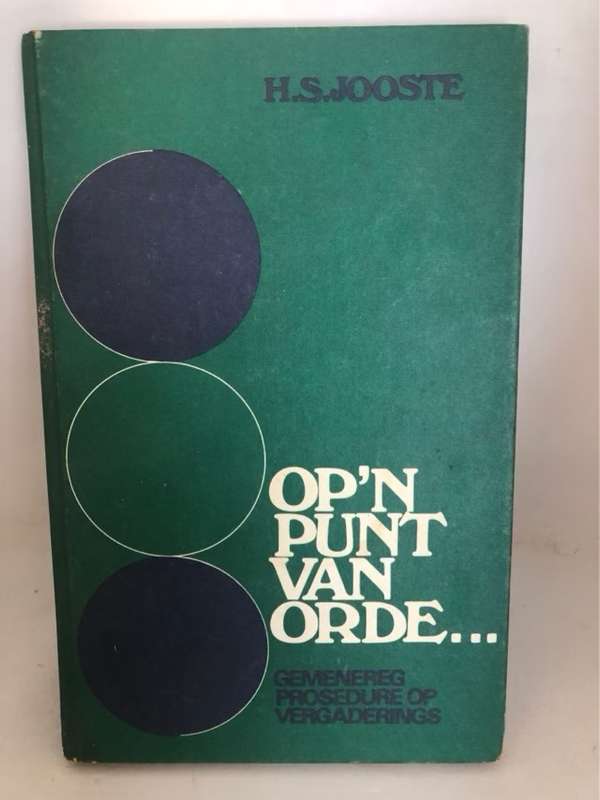 H.S.JOOSTE
OP'N
PUNT
VAN
ORDE...
GEMENEREG
PROSEDURE OP
VERGADERINGS